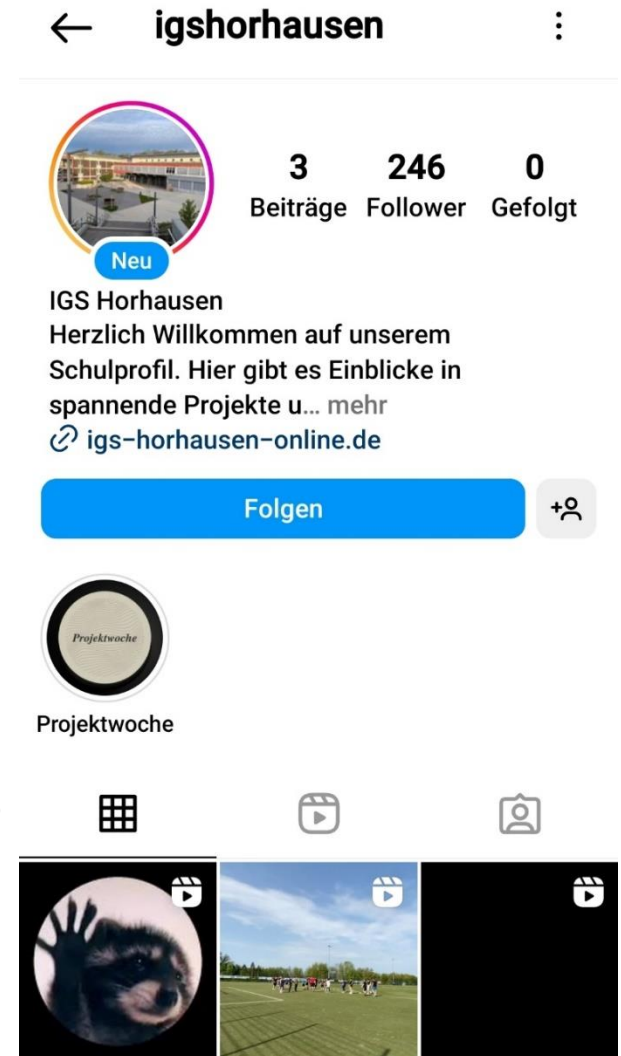 igshorhausen
3 246 0
Beiträge Follower Gefolgt
Neu
IGS Horhausen
Herzlich Willkommen auf unserem
Schulprofil. Hier gibt es Einblicke in
spannende Projekte u... mehr
igs-horhausen-online.de
Folgen
Projektwoche
Projektwoche